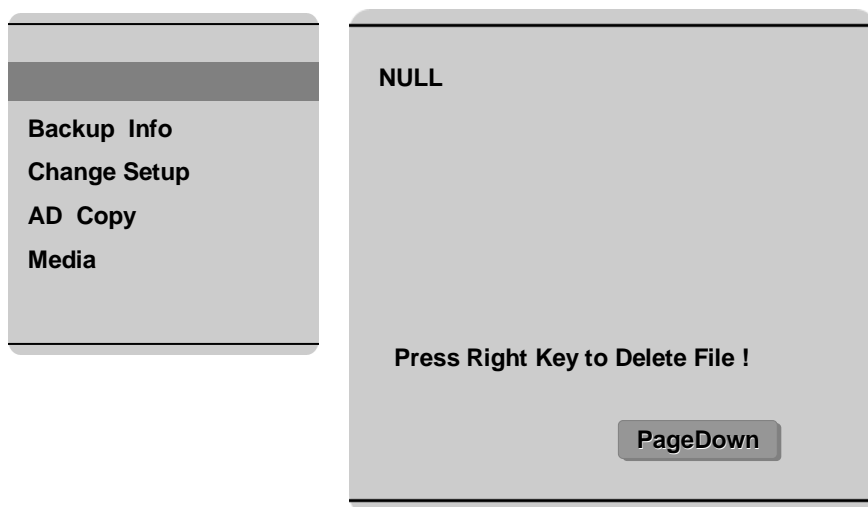 Backup Info
Change Setup
AD Copy
Media
NULL
Press Right Key to Delete File !
PageDown